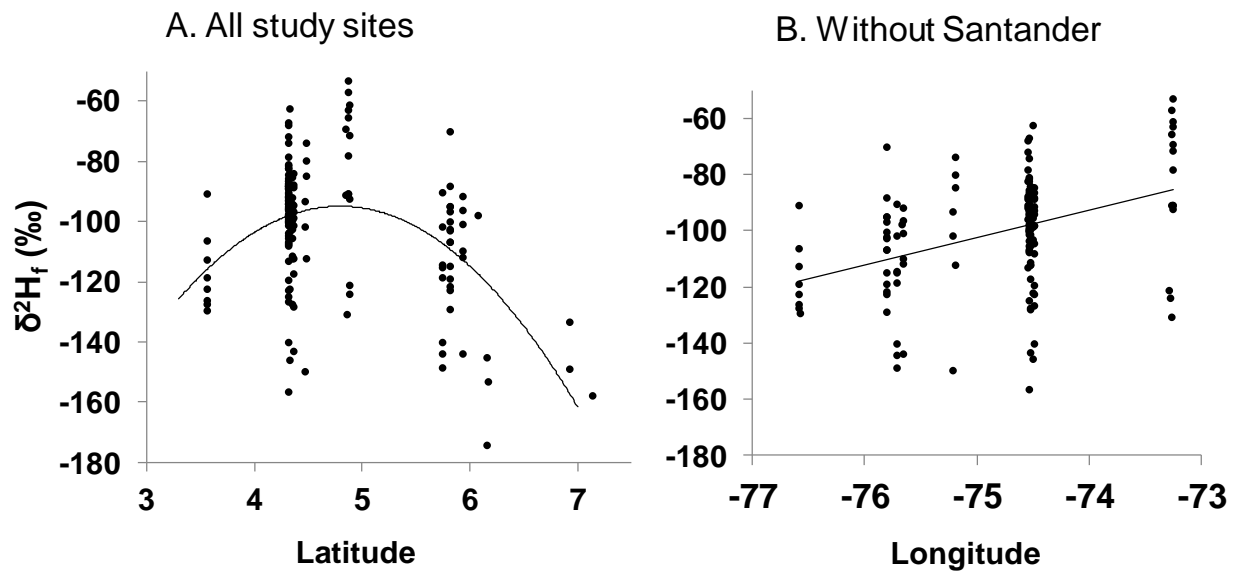 A. All study sites
-60
-80
-100
-120
-140
-160
-180
δ²H_f (‰)
3 4 5 6 7
Latitude
B. Without Santander
-60
-80
-100
-120
-140
-160
-180
-77 -76 -75 -74 -73
Longitude